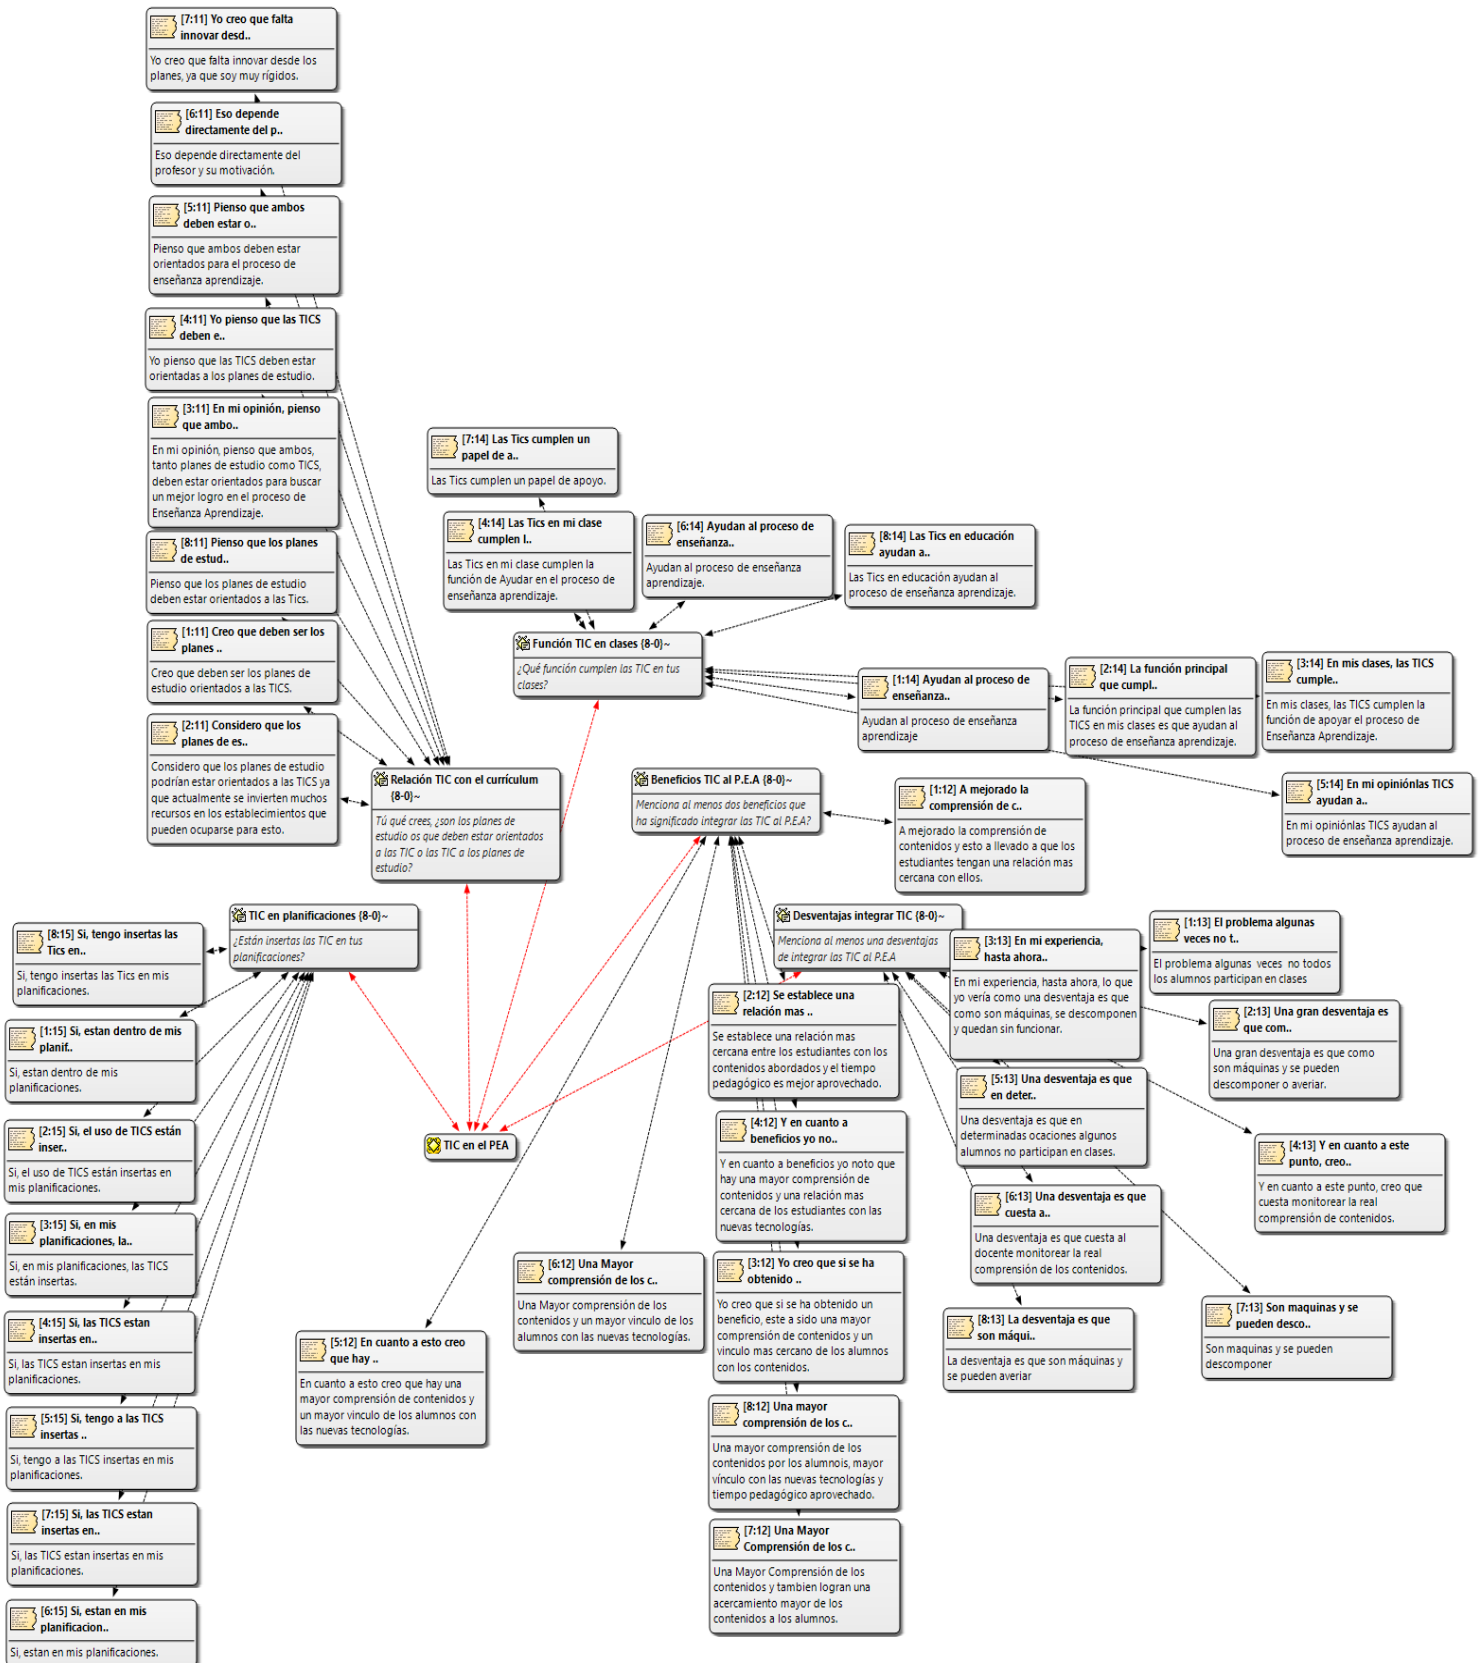 [7:11] Yo creo que falta
innovar desd..
Yo creo que falta innovar desde los
planes, ya que soy muy rígidos.
[6:11] Eso depende
directamente del p..
Eso depende directamente del
profesor y su motivación.
[5:11] Pienso que ambos
deben estar o..
Pienso que ambos deben estar
orientados para el proceso de
enseñanza aprendizaje.
[4:11] Yo pienso que las TICS
deben e..
Yo pienso que las TICS deben estar
orientadas a los planes de estudio.
[3:11] En mi opinión, pienso
que ambo..
En mi opinión, pienso que ambos,
tanto planes de estudio como TICS,
deben estar orientados para buscar
un mejor logro en el proceso de
Enseñanza Aprendizaje.
[8:11] Pienso que los planes
de estud..
Pienso que los planes de estudio
deben estar orientados a las Tics.
[1:11] Creo que deben ser los
planes ..
Creo que deben ser los planes de
estudio orientados a las TICS.
[2:11] Considero que los
planes de es..
Considero que los planes de estudio
podrían estar orientados a las TICS ya
que actualmente se invierten muchos
recursos en los establecimientos que
pueden ocuparse para esto.
[7:14] Las Tics cumplen un
papel de a..
Las Tics cumplen un papel de apoyo.
[4:14] Las Tics en mi clase
cumplen l..
Las Tics en mi clase cumplen la
función de Ayudar en el proceso de
enseñanza aprendizaje.
[6:14] Ayudan al proceso de
enseñanza..
Ayudan al proceso de enseñanza
aprendizaje.
[8:14] Las Tics en educación
ayudan a..
Las Tics en educación ayudan al
proceso de enseñanza aprendizaje.
Función TIC en clases {8-0}~
¿Qué función cumplen las TIC en tus
clases?
[1:14] Ayudan al proceso de
enseñanza..
Ayudan al proceso de enseñanza
aprendizaje
[2:14] La función principal
que cumpl..
La función principal que cumplen las
TICS en mis clases es que ayudan al
proceso de enseñanza aprendizaje.
[3:14] En mis clases, las TICS
cumple..
En mis clases, las TICS cumplen la
función de apoyar el proceso de
Enseñanza Aprendizaje.
[5:14] En mi opiniónlas TICS
ayudan a..
En mi opiniónlas TICS ayudan al
proceso de enseñanza aprendizaje.
Relación TIC con el currículum
{8-0}~
Tú qué crees, ¿son los planes de
estudio os que deben estar orientados
a las TIC o las TIC a los planes de
estudio?
Beneficios TIC al P.E.A {8-0}~
Menciona al menos dos beneficios que
ha significado integrar las TIC al P.E.A?
[1:12] A mejorado la
comprensión de c..
A mejorado la comprensión de
contenidos y esto a llevado a que los
estudiantes tengan una relación mas
cercana con ellos.
TIC en planificaciones {8-0}~
¿Están insertas las TIC en tus
planificaciones?
Desventajas integrar TIC {8-0}~
Menciona al menos una desventajas
de integrar las TIC al P.E.A
[8:15] Si, tengo insertas las
Tics en..
Si, tengo insertas las Tics en mis
planificaciones.
[1:15] Si, estan dentro de mis
planif..
Si, estan dentro de mis
planificaciones.
[2:15] Si, el uso de TICS están
inser..
Si, el uso de TICS están insertas en
mis planificaciones.
[3:15] Si, en mis
planificaciones, la..
Si, en mis planificaciones, las TICS
están insertas.
[4:15] Si, las TICS estan
insertas en..
Si, las TICS estan insertas en mis
planificaciones.
[5:15] Si, tengo a las TICS
insertas ..
Si, tengo a las TICS insertas en mis
planificaciones.
[7:15] Si, las TICS estan
insertas en..
Si, las TICS estan insertas en mis
planificaciones.
[6:15] Si, estan en mis
planificacion..
Si, estan en mis planificaciones.
TIC en el PEA
[5:12] En cuanto a esto creo
que hay ..
En cuanto a esto creo que hay una
mayor comprensión de contenidos y
un mayor vinculo de los alumnos con
las nuevas tecnologías.
[6:12] Una Mayor
comprensión de los c..
Una Mayor comprensión de los
contenidos y un mayor vinculo de los
alumnos con las nuevas tecnologías.
[2:12] Se establece una
relación mas ..
Se establece una relación mas
cercana entre los estudiantes con los
contenidos abordados y el tiempo
pedagógico es mejor aprovechado.
[4:12] Y en cuanto a
beneficios yo no..
Y en cuanto a beneficios yo noto que
hay una mayor comprensión de
contenidos y una relación mas
cercana de los estudiantes con las
nuevas tecnologías.
[3:12] Yo creo que si se ha
obtenido ..
Yo creo que si se ha obtenido un
beneficio, este a sido una mayor
comprensión de contenidos y un
vinculo mas cercano de los alumnos
con los contenidos.
[8:12] Una mayor
comprensión de los c..
Una mayor comprensión de los
contenidos por los alumnois, mayor
vínculo con las nuevas tecnologías y
tiempo pedagógico aprovechado.
[7:12] Una Mayor
Comprensión de los c..
Una Mayor Comprensión de los
contenidos y tambien logran una
acercamiento mayor de los
contenidos a los alumnos.
[3:13] En mi experiencia,
hasta ahora..
En mi experiencia, hasta ahora, lo que
yo vería como una desventaja es que
como son máquinas, se descomponen
y quedan sin funcionar.
[1:13] El problema algunas
veces no t..
El problema algunas veces no todos
los alumnos participan en clases
[2:13] Una gran desventaja es
que com..
Una gran desventaja es que como
son máquinas y se pueden
descomponer o averiar.
[5:13] Una desventaja es que
en deter..
Una desventaja es que en
determinadas ocaciones algunos
alumnos no participan en clases.
[4:13] Y en cuanto a este
punto, creo..
Y en cuanto a este punto, creo que
cuesta monitorear la real
comprensión de contenidos.
[6:13] Una desventaja es que
cuesta a..
Una desventaja es que cuesta al
docente monitorear la real
comprensión de los contenidos.
[8:13] La desventaja es que
son máqui..
La desventaja es que son máquinas y
se pueden averiar
[7:13] Son maquinas y se
pueden desco..
Son maquinas y se pueden
descomponer